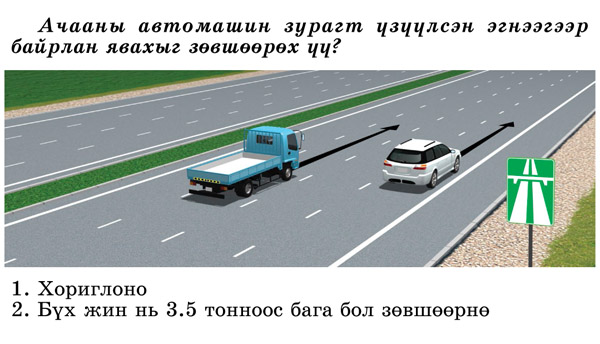 Ачааны автомашин зурагт үзүүлсэн эгнээгээр
байрлан явахыг зөвшөөрөх үү?
1. Хориглоно
2. Бүх жин нь 3.5 тонноос бага бол зөвшөөрнө